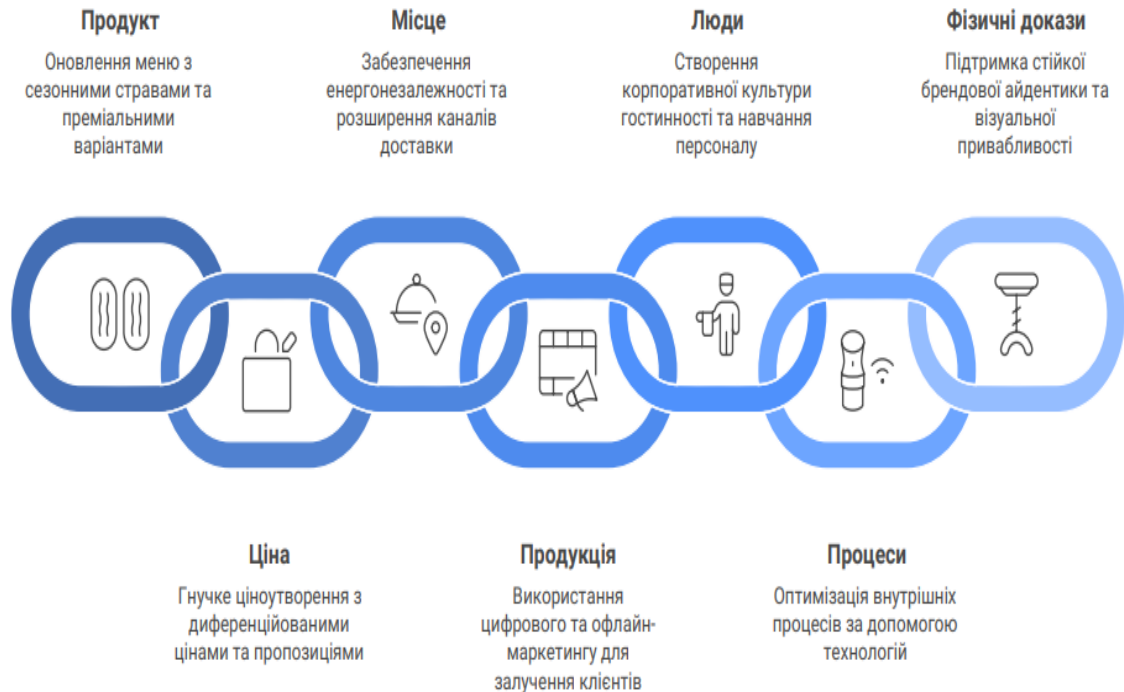 Продукт
Оновлення меню з
сезонними стравами та
преміальними
варіантами
Місце
Забезпечення
енергонезалежності та
розширення каналів
доставки
Люди
Створення
корпоративної культури
гостинності та навчання
персоналу
Фізичні докази
Підтримка стійкої
брендової айдентики та
візуальної
привабливості
Ціна
Гнучке ціноутворення з
диференційованими
цінами та пропозиціями
Продукція
Використання
цифрового та офлайн-
маркетингу для
залучення клієнтів
Процеси
Оптимізація внутрішніх
процесів за допомогою
технологій